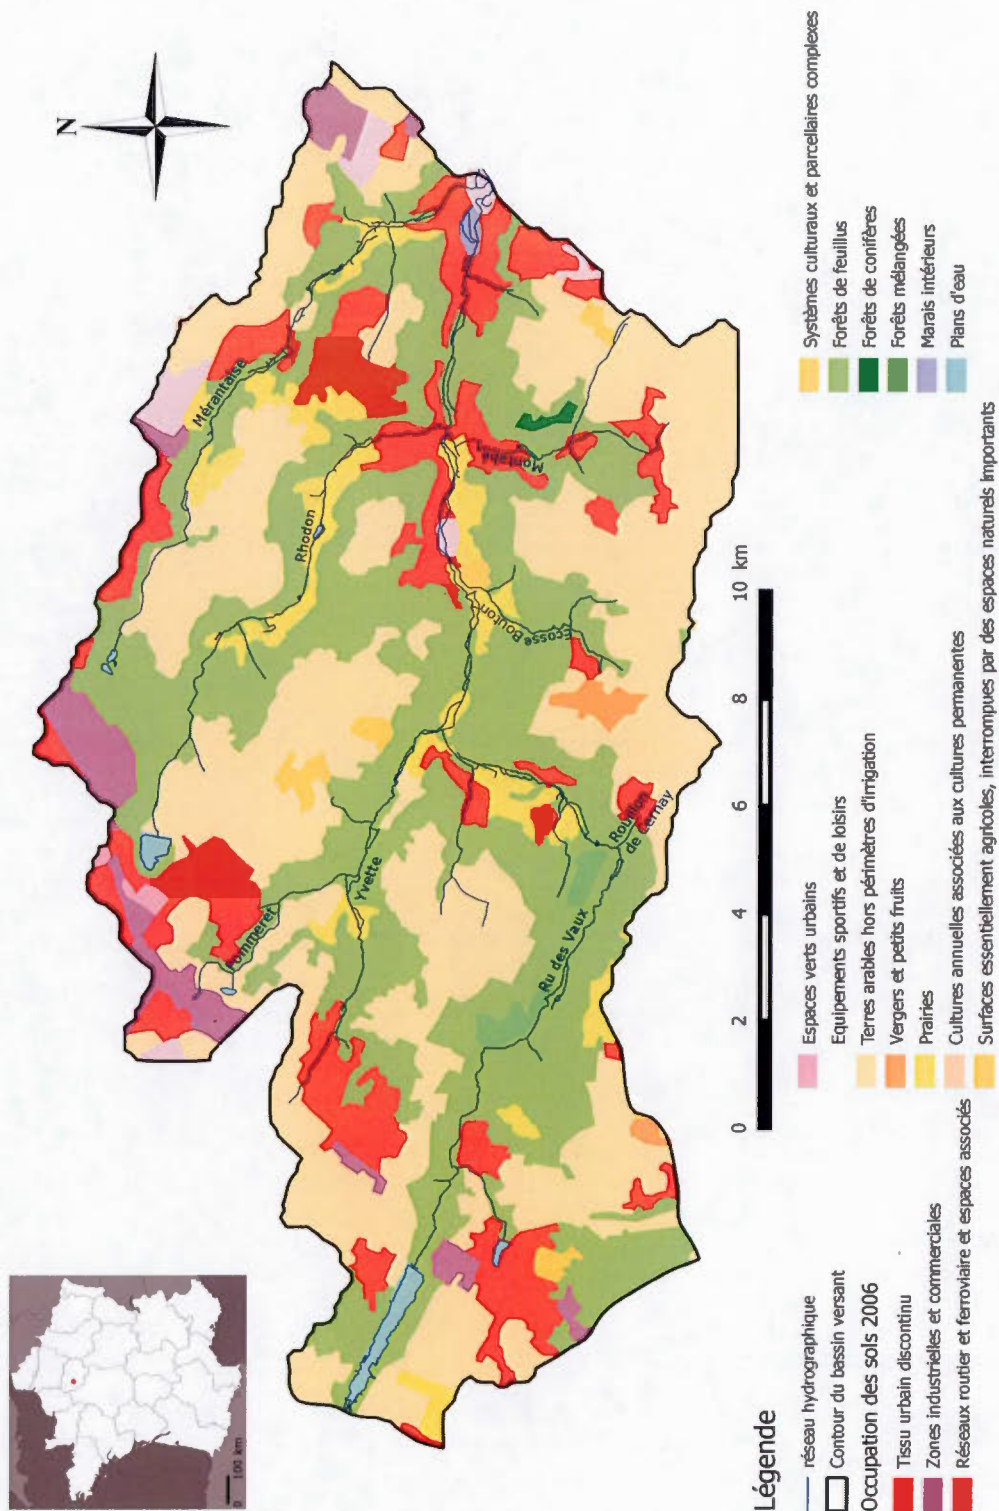 N
0 100 km
Mérantaise
Rhodon
Pommeret
Yvette
Montabé
Ecosse Bouton
Rouillon
de Cernay
Ru des Vaux
0 2 4 6 8 10 km
Légende
réseau hydrographique
Contour du bassin versant
Occupation des sols 2006
Tissu urbain discontinu
Zones industrielles et commerciales
Réseaux routier et ferroviaire et espaces associés
Espaces verts urbains
Equipements sportifs et de loisirs
Terres arables hors périmètres d'irrigation
Vergers et petits fruits
Prairies
Cultures annuelles associées aux cultures permanentes
Surfaces essentiellement agricoles, interrompues par des espaces naturels importants
Systèmes culturaux et parcellaires complexes
Forêts de feuillus
Forêts de conifères
Forêts mélangées
Marais intérieurs
Plans d'eau